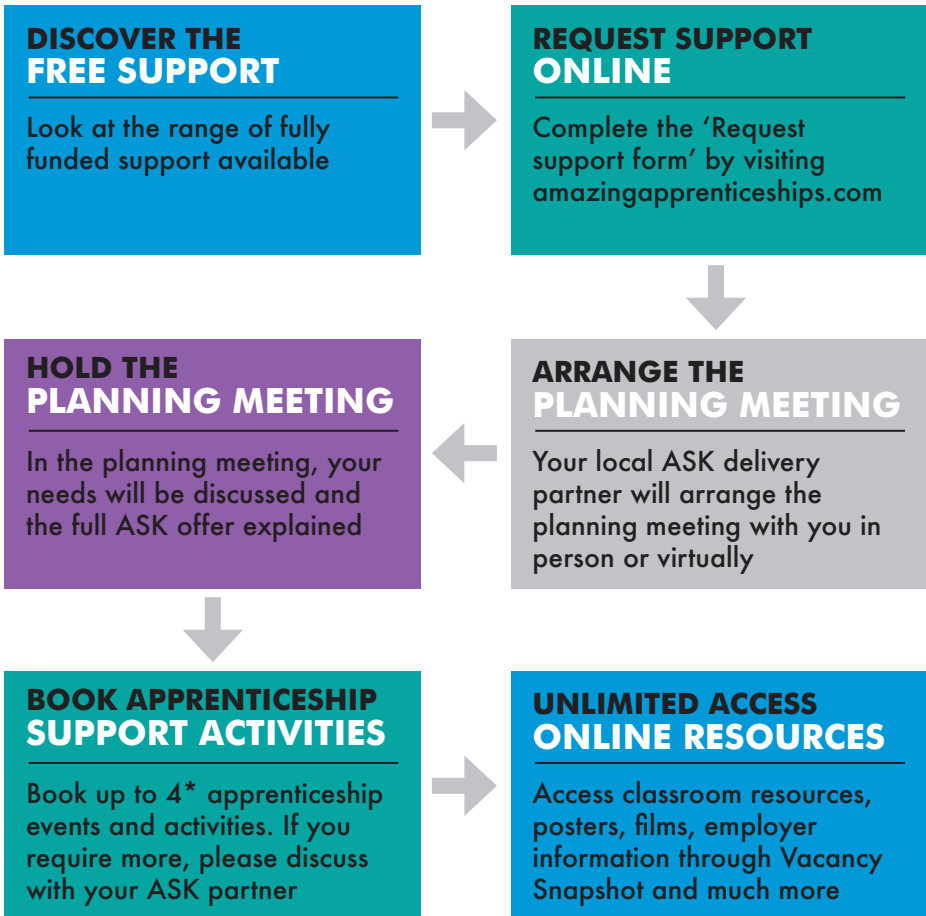 DISCOVER THE
FREE SUPPORT
Look at the range of fully
funded support available
REQUEST SUPPORT
ONLINE
Complete the ‘Request
support form’ by visiting
amazingapprenticeships.com
ARRANGE THE
PLANNING MEETING
Your local ASK delivery
partner will arrange the
planning meeting with you in
person or virtually
HOLD THE
PLANNING MEETING
In the planning meeting, your
needs will be discussed and
the full ASK offer explained
BOOK APPRENTICESHIP
SUPPORT ACTIVITIES
Book up to 4* apprenticeship
events and activities. If you
require more, please discuss
with your ASK partner
UNLIMITED ACCESS
ONLINE RESOURCES
Access classroom resources,
posters, films, employer
information through Vacancy
Snapshot and much more